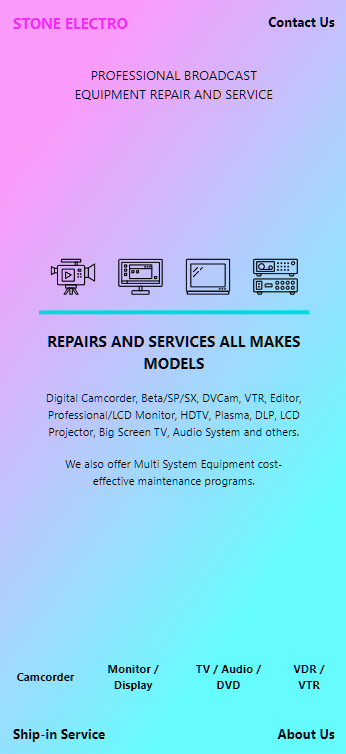 STONE ELECTRO
Contact Us
PROFESSIONAL BROADCAST
EQUIPMENT REPAIR AND SERVICE
REPAIRS AND SERVICES ALL MAKES
MODELS
Digital Camcorder, Beta/SP/SX, DVCam, VTR, Editor,
Professional/LCD Monitor, HDTV, Plasma, DLP, LCD
Projector, Big Screen TV, Audio System and others.
We also offer Multi System Equipment cost-
effective maintenance programs.
Camcorder
Monitor /
Display
TV / Audio /
DVD
VDR /
VTR
Ship-in Service
About Us